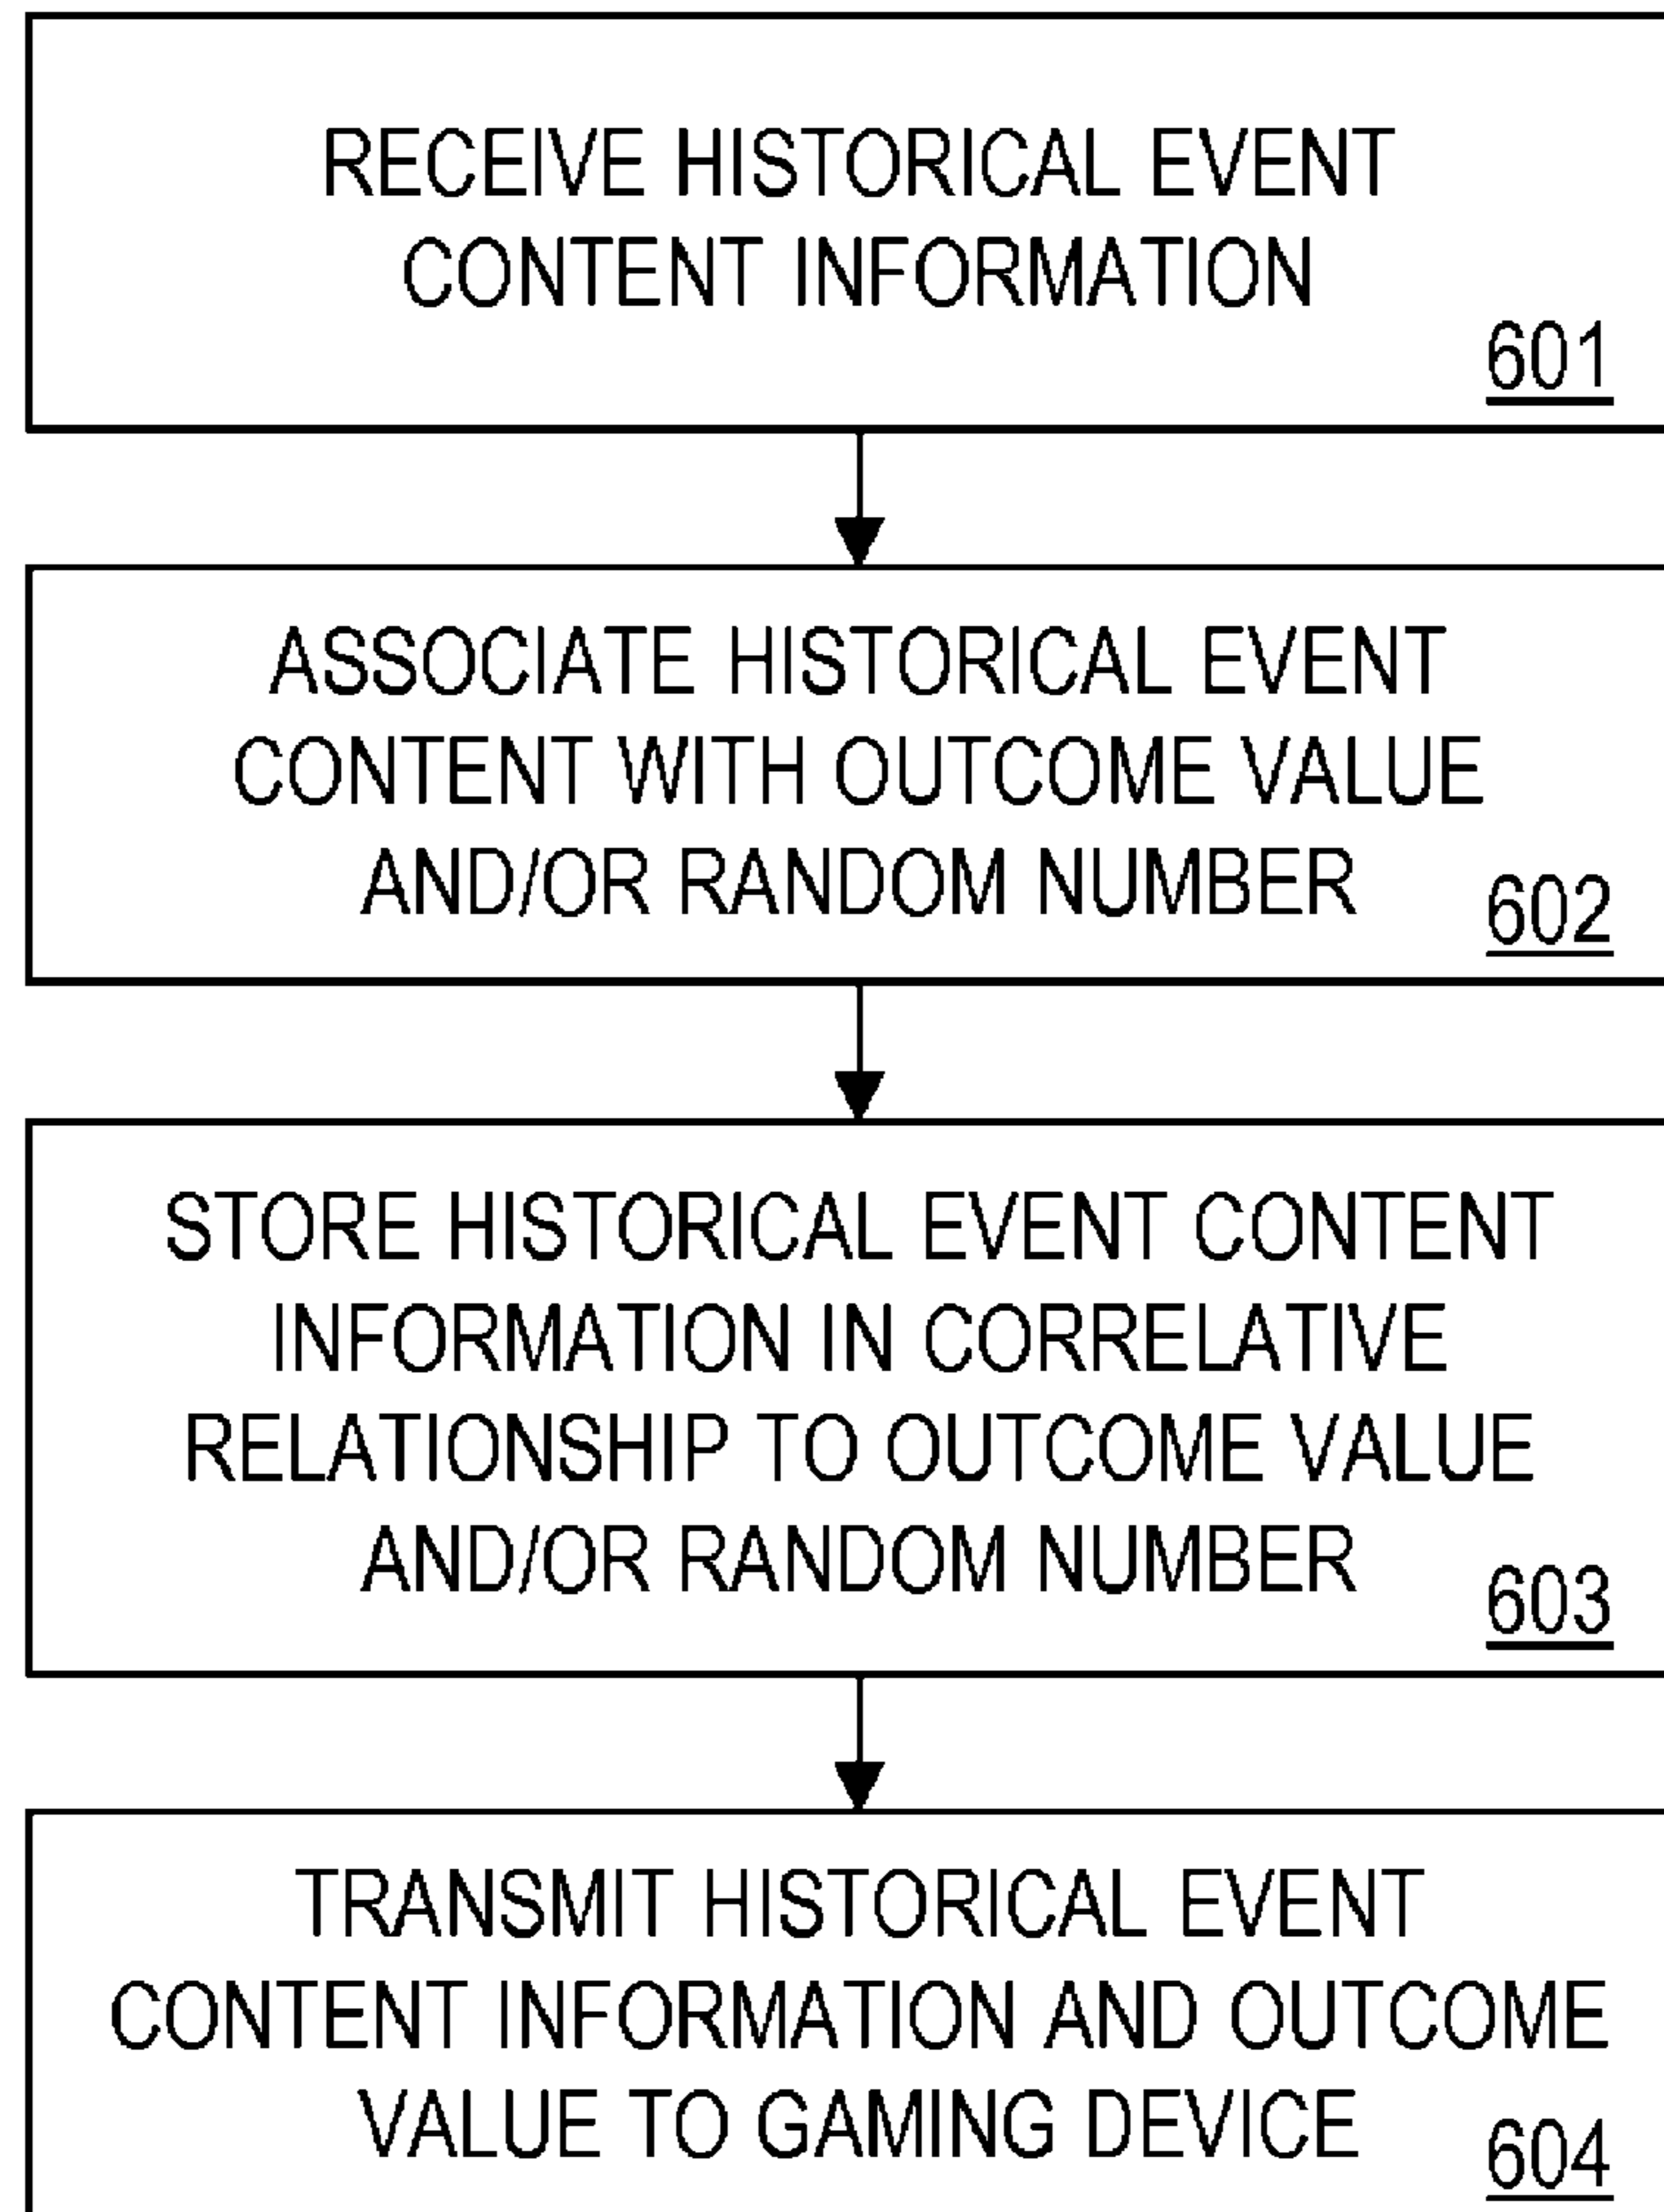 RECEIVE HISTORICAL EVENT
CONTENT INFORMATION
601
ASSOCIATE HISTORICAL EVENT
CONTENT WITH OUTCOME VALUE
AND/OR RANDOM NUMBER
602
STORE HISTORICAL EVENT CONTENT
INFORMATION IN CORRELATIVE
RELATIONSHIP TO OUTCOME VALUE
AND/OR RANDOM NUMBER
603
TRANSMIT HISTORICAL EVENT
CONTENT INFORMATION AND OUTCOME
VALUE TO GAMING DEVICE
604